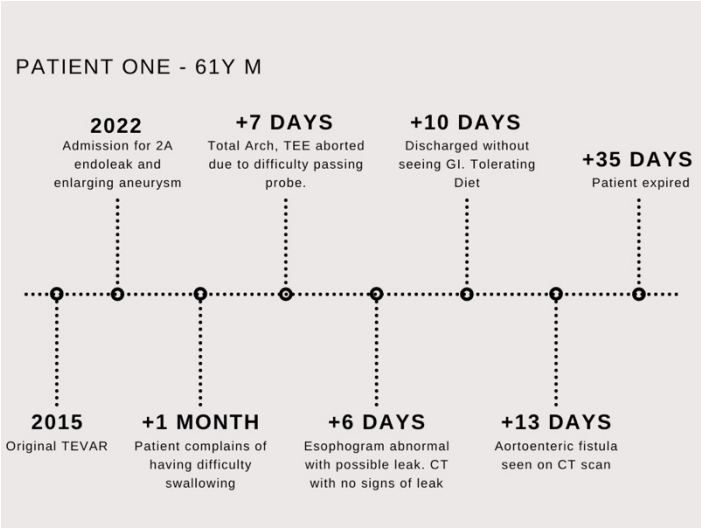 PATIENT ONE - 61Y M
2022
Admission for 2A
endoleak and
enlarging aneurysm
+7 DAYS
Total Arch, TEE aborted
due to difficulty passing
probe.
+10 DAYS
Discharged without
seeing GI. Tolerating
Diet
+35 DAYS
Patient expired
2015
Original TEVAR
+1 MONTH
Patient complains of
having difficulty
swallowing
+6 DAYS
Esophogram abnormal
with possible leak. CT
with no signs of leak
+13 DAYS
Aortoenteric fistula
seen on CT scan